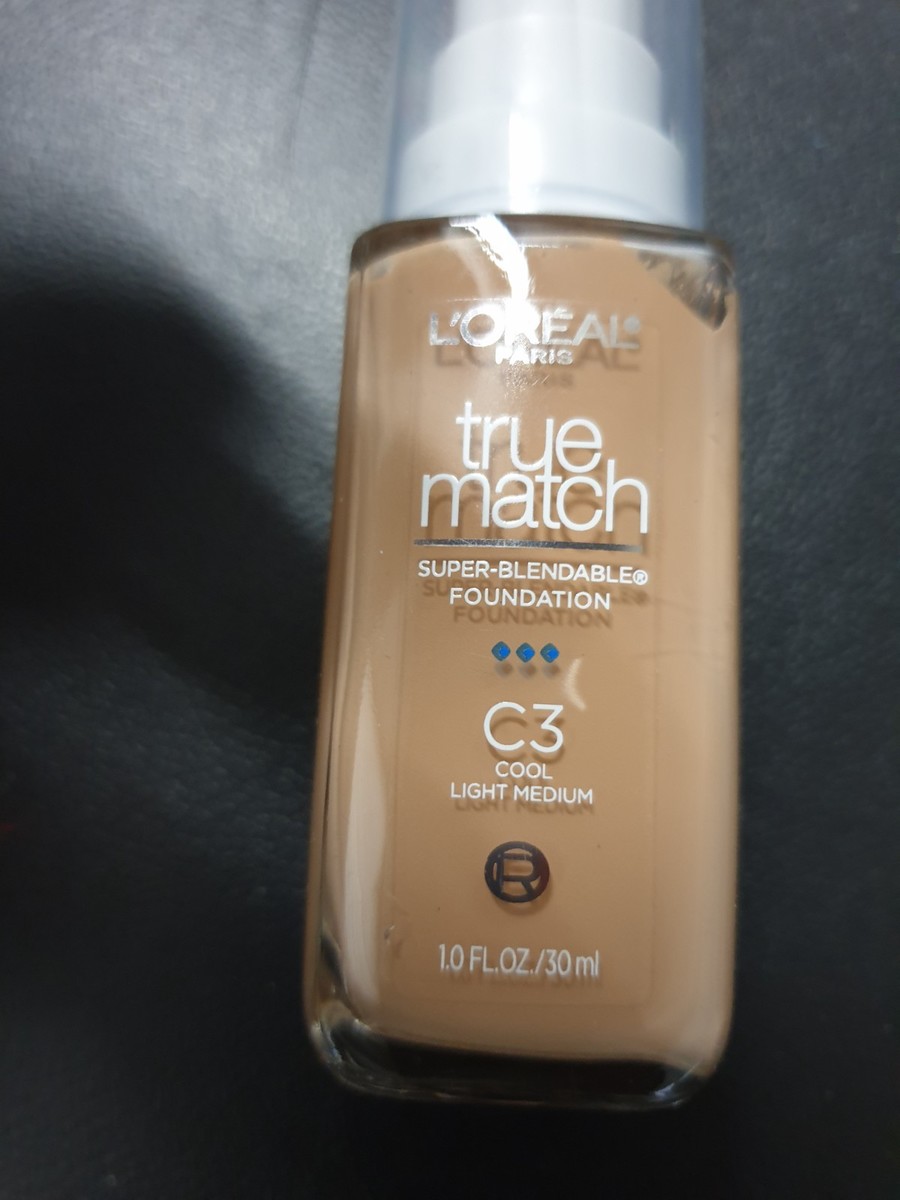 L'ORÉAL®
PARIS
true
match
SUPER-BLENDABLE®
FOUNDATION
C3
COOL
LIGHT MEDIUM
1.0 FL.OZ./30 ml